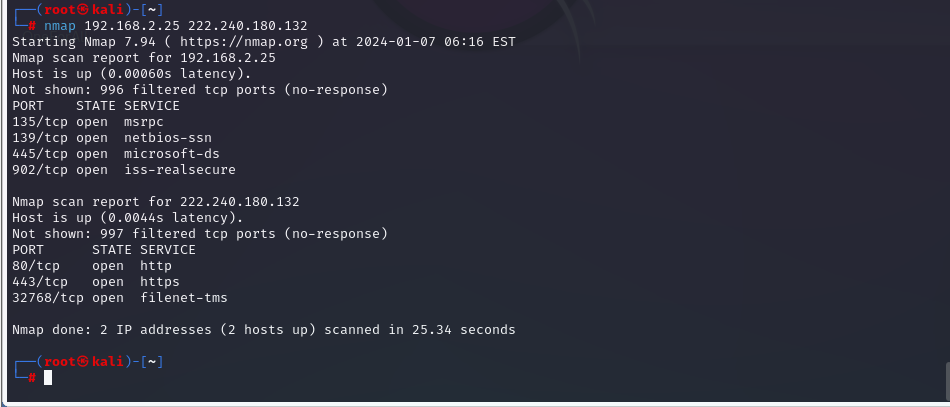 ┌──(root㉿kali)-[~]
└─# nmap 192.168.2.25 222.240.180.132
Starting Nmap 7.94 ( https://nmap.org ) at 2024-01-07 06:16 EST
Nmap scan report for 192.168.2.25
Host is up (0.00060s latency).
Not shown: 996 filtered tcp ports (no-response)
PORT    STATE SERVICE
135/tcp open  msrpc
139/tcp open  netbios-ssn
445/tcp open  microsoft-ds
902/tcp open  iss-realsecure

Nmap scan report for 222.240.180.132
Host is up (0.0044s latency).
Not shown: 997 filtered tcp ports (no-response)
PORT      STATE SERVICE
80/tcp    open  http
443/tcp   open  https
32768/tcp open  filenet-tms

Nmap done: 2 IP addresses (2 hosts up) scanned in 25.34 seconds

┌──(root㉿kali)-[~]
└─#